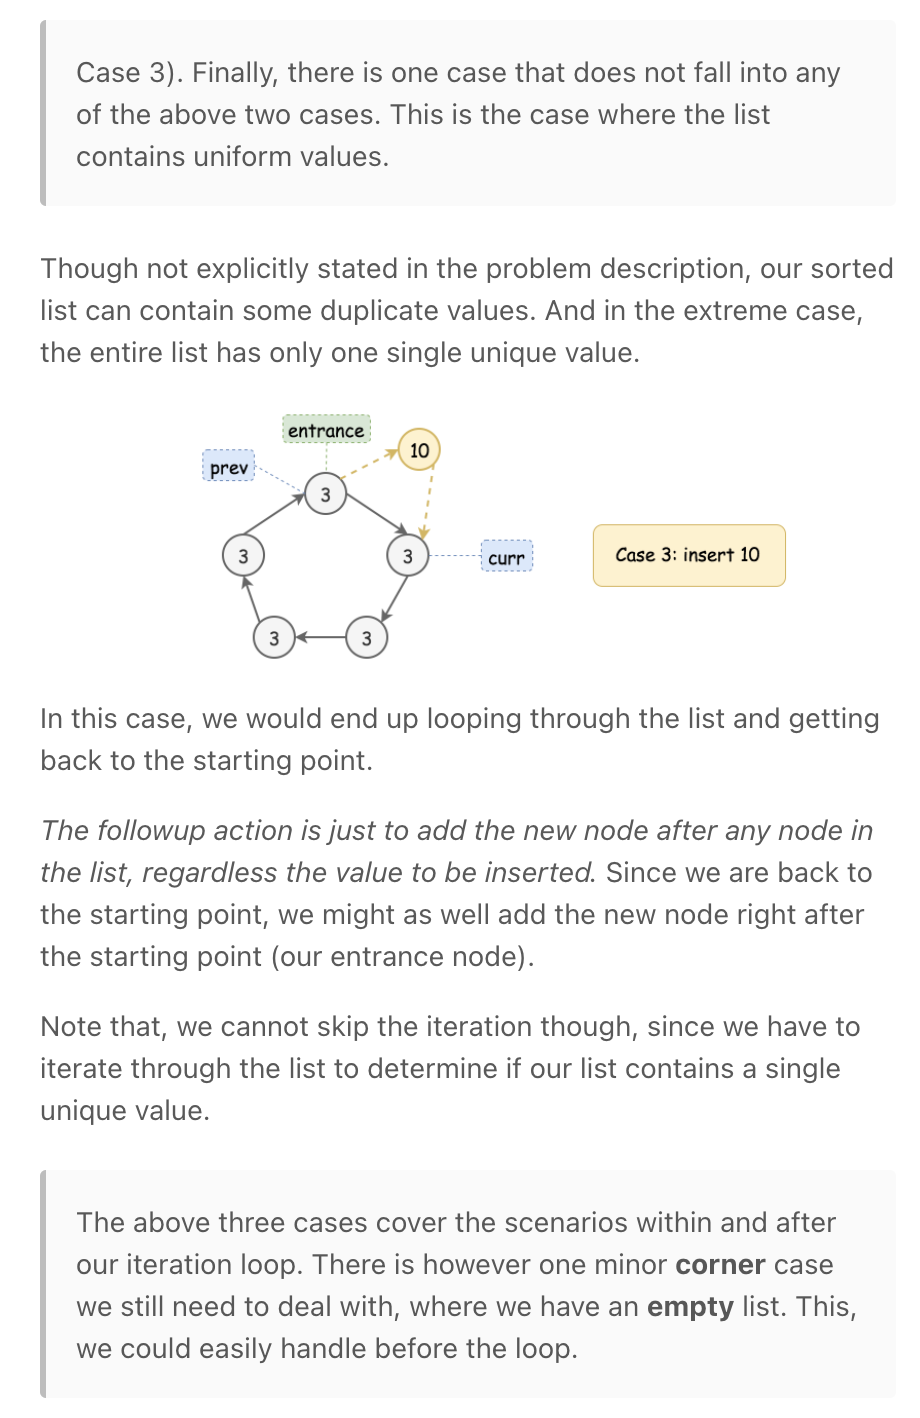 Case 3). Finally, there is one case that does not fall into any
of the above two cases. This is the case where the list
contains uniform values.
Though not explicitly stated in the problem description, our sorted
list can contain some duplicate values. And in the extreme case,
the entire list has only one single unique value.
entrance
10
prev
3
3
3
curr
Case 3: insert 10
3
3
In this case, we would end up looping through the list and getting
back to the starting point.
The followup action is just to add the new node after any node in
the list, regardless the value to be inserted. Since we are back to
the starting point, we might as well add the new node right after
the starting point (our entrance node).
Note that, we cannot skip the iteration though, since we have to
iterate through the list to determine if our list contains a single
unique value.
The above three cases cover the scenarios within and after
our iteration loop. There is however one minor corner case
we still need to deal with, where we have an empty list. This,
we could easily handle before the loop.